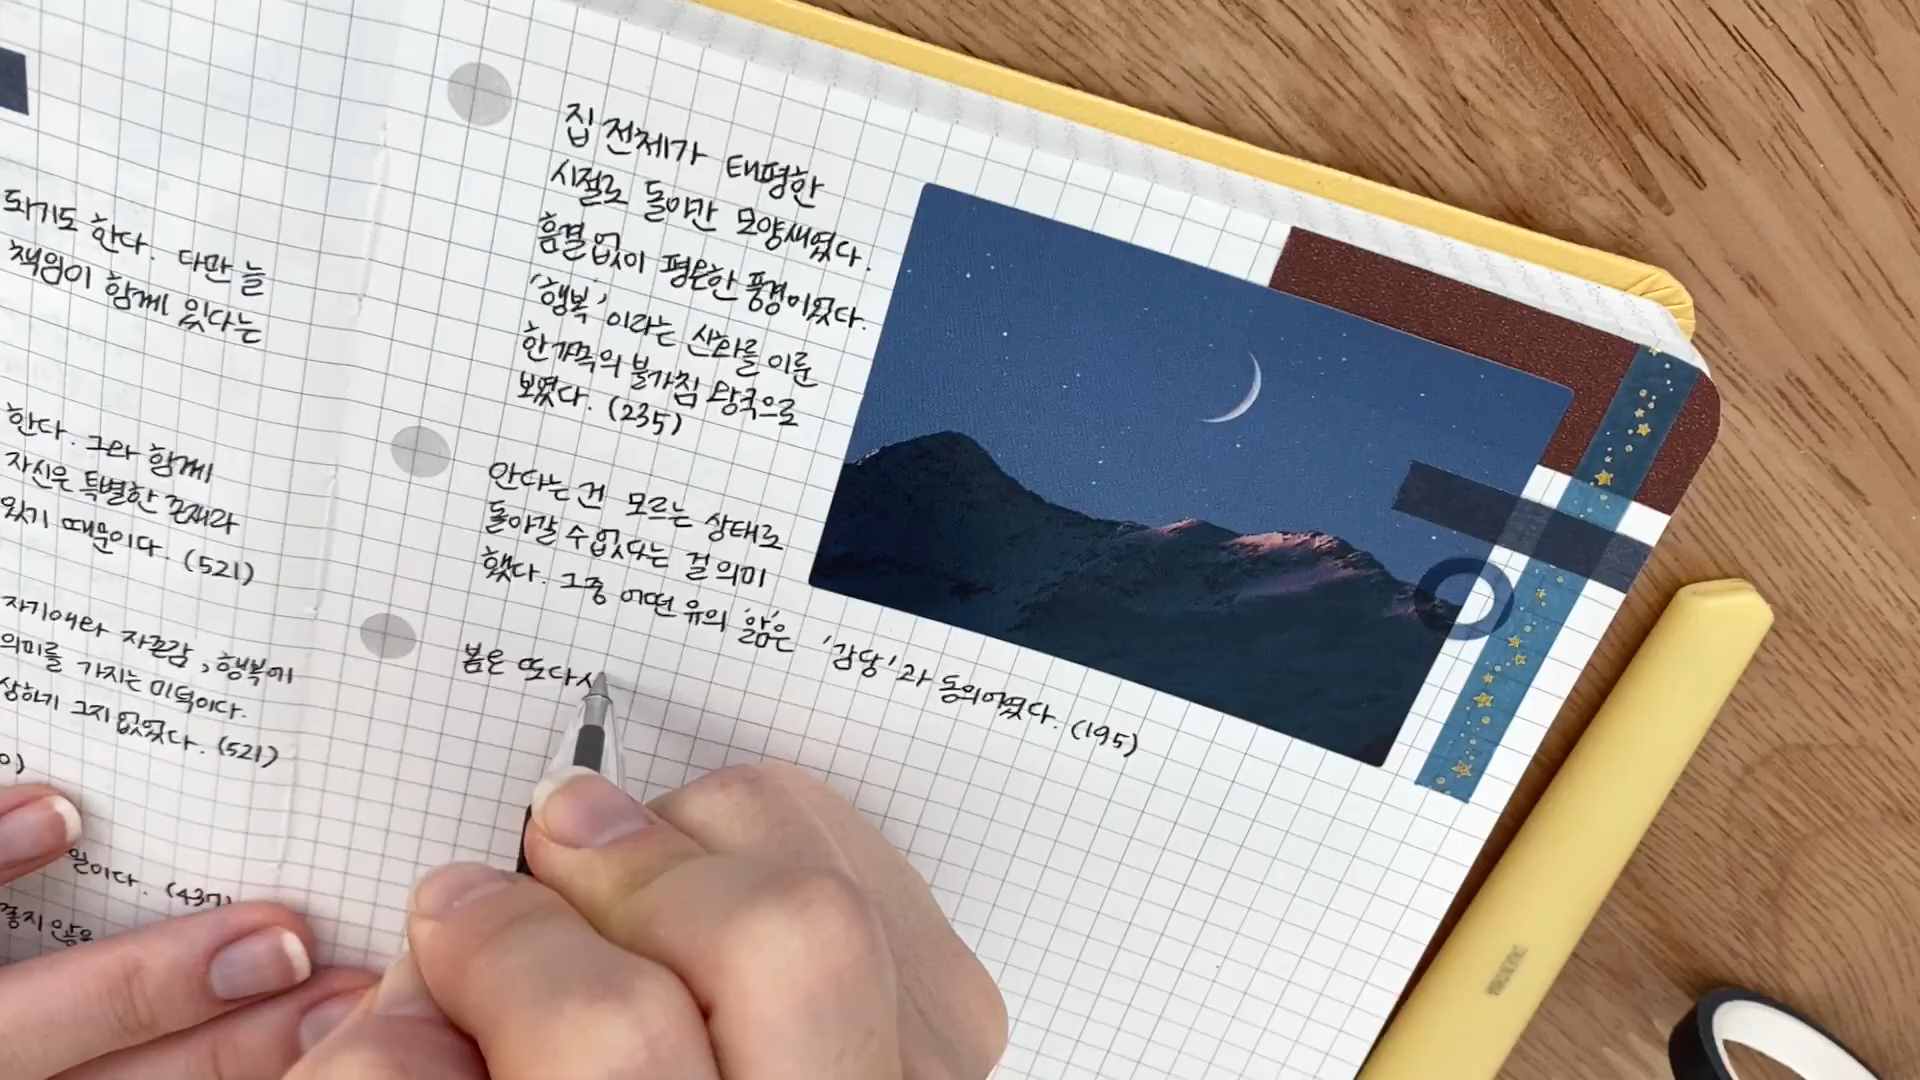 돠기도 한다. 다만 늘
책임이 함께 있다는
한다. 그와 함께
자신은 특별한 존재라
있기 때문이다. (521)
자기애와 자존감, 행복에
의미를 가지는 미덕이다.
상하기 그지 없었다. (521)
일이다. (437)
좋지 않을
집 전체가 태평한
시절로 돌아간 모양새였다.
흠결 없이 평온한 풍경이었다.
'행복'이라는 신화를 이룬
한 가족의 불가침 왕국으로
보였다. (235)
안다는 건 모르는 상태로
돌아갈 수 없다는 걸 의미
했다. 그중 어떤 유의 '앎'은 '감당'과 동의어였다. (195)
봄은 또다시